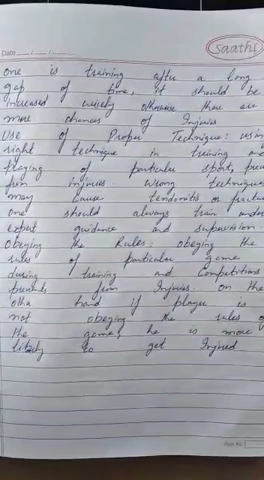 Saathi
Date
one is training after a long
gap of time, it should be
increased wisely otherwise there are
more chances of Injuries
Use of Proper Technique: using
right technique in training and
playing of particular sports, preve
from injuries. Wrong techniques
may cause tendonitis or fracture
one should always train under
expert guidance and supervision.
Obeying the Rules: obeying the
rules of particular game
during training and Competitions
prevents from Injuries. on the
other hand if player is
not obeying the rules of
the game, he is more
likely to get Injured